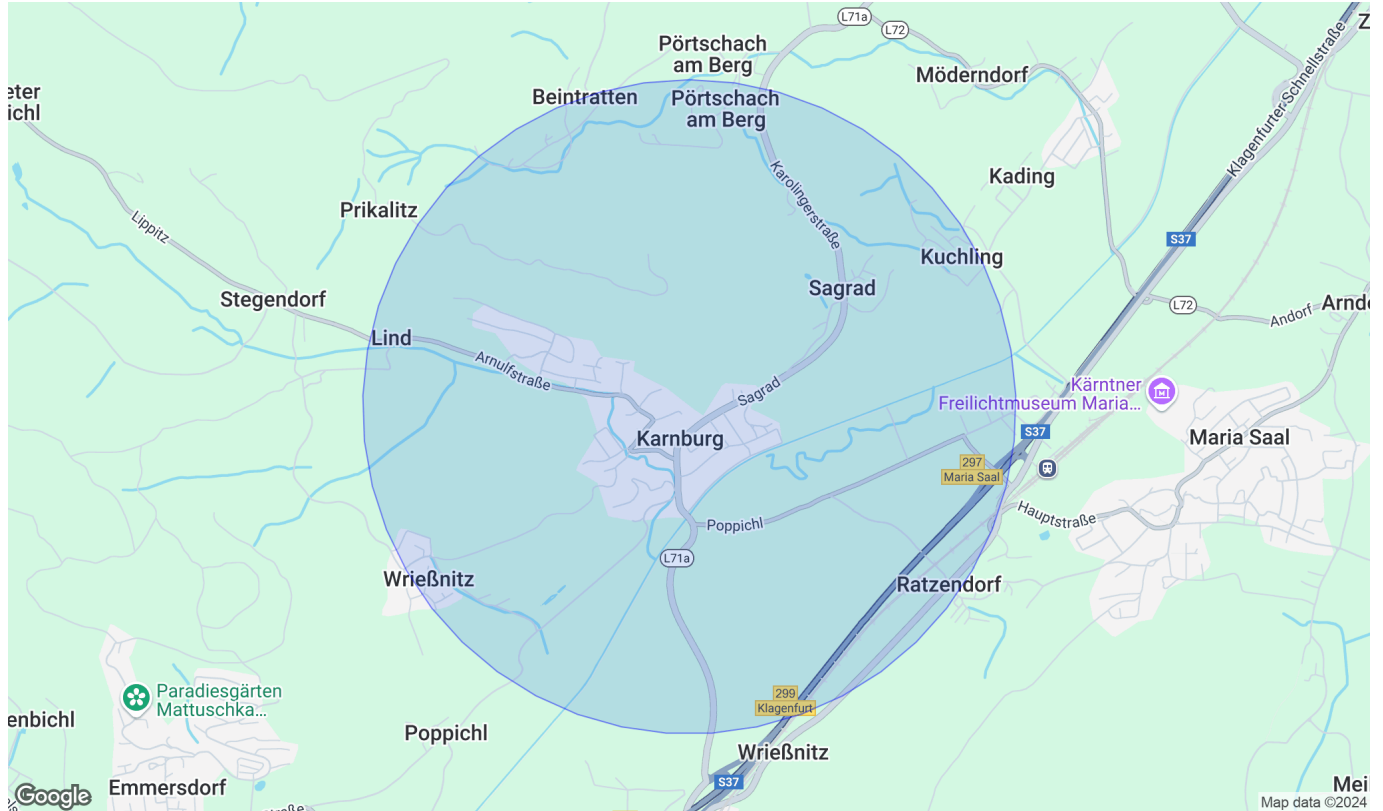 L71a
L72
Z
Pörtschach
am Berg
Möderndorf
eter
ichl
Beintratten
Pörtschach
am Berg
Klagenfurter Schnellstraße
Kading
Karolingerstraße
Prikalitz
Lippitz
S37
Kuchling
Sagrad
Stegendorf
L72
Andorf
Arndo
Lind
Arnulfstraße
Sagrad
Kärntner
Freilichtmuseum Maria...
S37
Karnburg
Maria Saal
297
Maria Saal
Hauptstraße
Poppichl
L71a
Wrießnitz
Ratzendorf
Paradiesgärten
Mattuschka...
299
Klagenfurt
enbichl
Poppichl
Wrießnitz
S37
Emmersdorf
Mei
Google
Map data ©2024